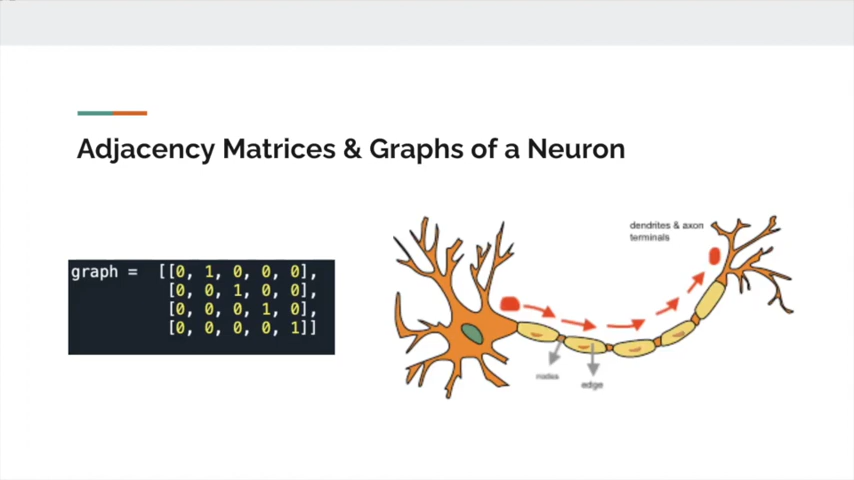 Adjacency Matrices & Graphs of a Neuron
graph = [[0, 1, 0, 0, 0],
[0, 0, 1, 0, 0],
[0, 0, 0, 1, 0],
[0, 0, 0, 0, 1]]
dendrites & axon
terminals
nodes
edge